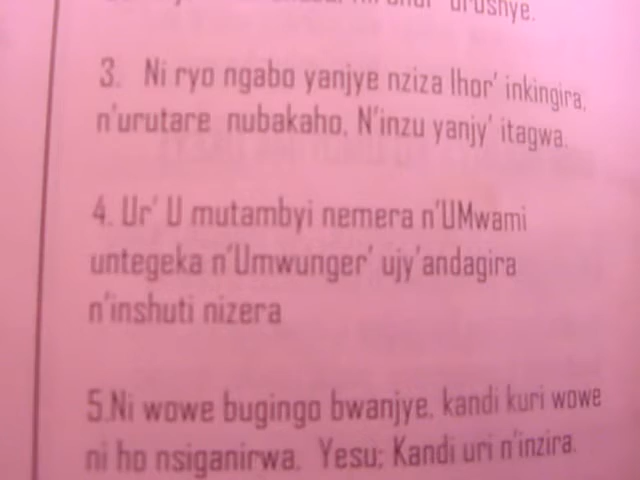 urushye.
3. Ni ryo ngabo yanjye nziza Ihor' inkingira,
n'urutare nubakaho, N'inzu yanjy' itagwa.
4. Ur' U mutambyi nemera n'UMwami
untegeka n'Umwunger' ujy'andagira
n'inshuti nizera
5.Ni wowe bugingo bwanjye, kandi kuri wowe
ni ho nsiganirwa. Yesu; Kandi uri n'inzira.